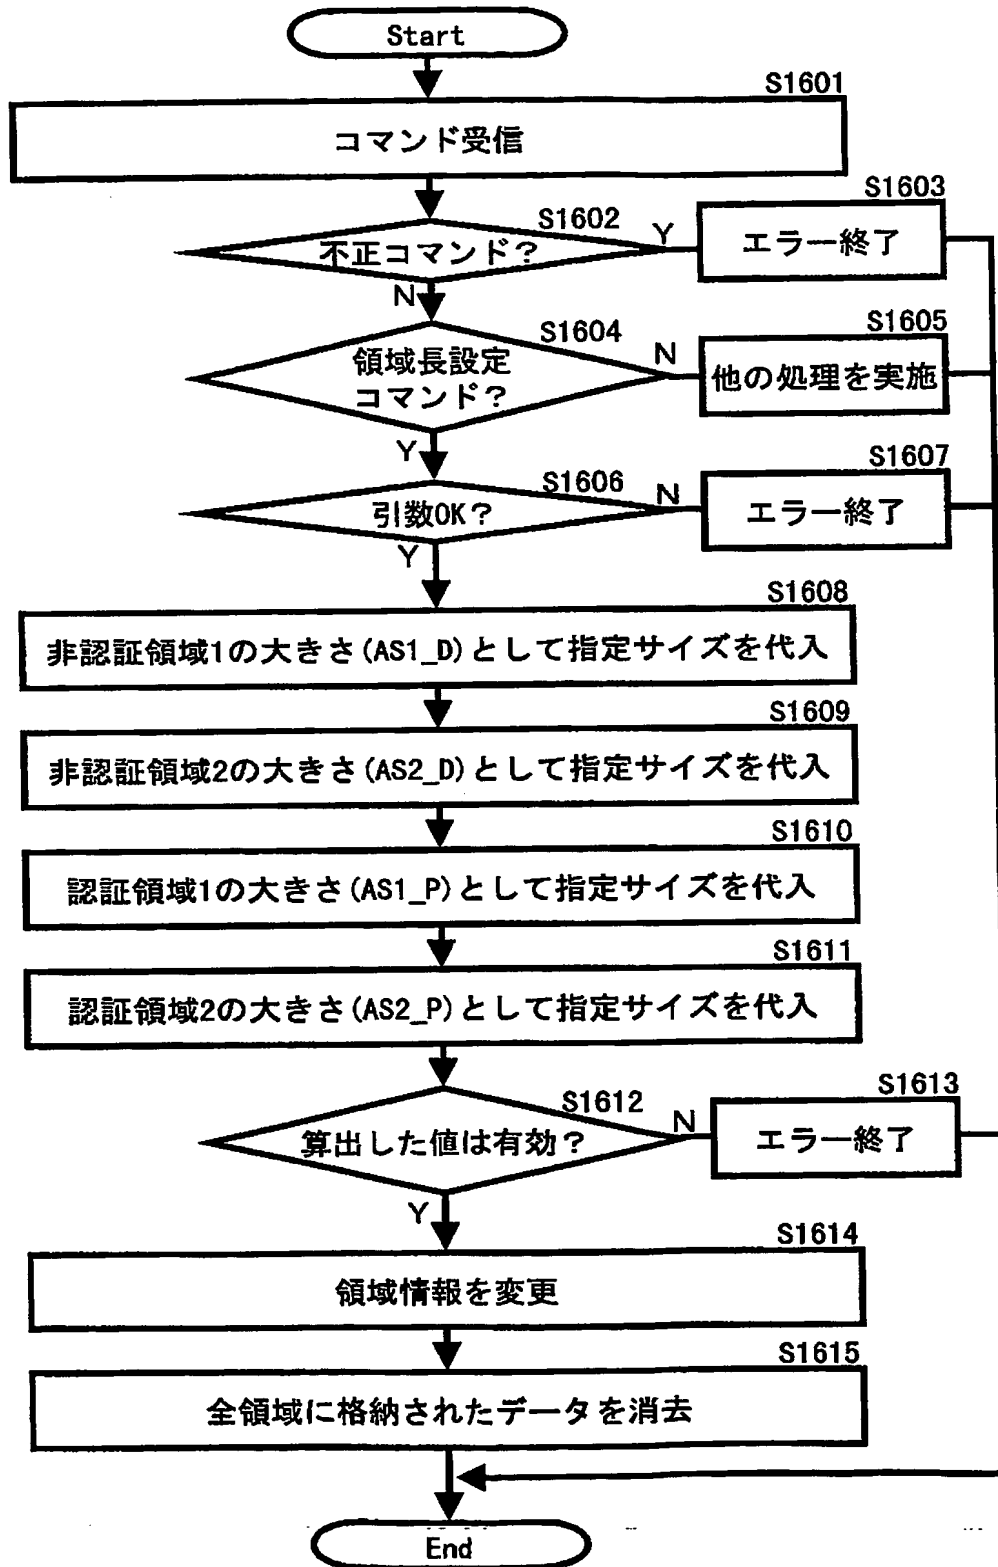 Start
S1601
コマンド受信
S1602
不正コマンド?
Y
S1603
エラー終了
N
S1604
領域長設定
コマンド?
N
S1605
他の処理を実施
Y
S1606
引数OK?
N
S1607
エラー終了
Y
S1608
非認証領域1の大きさ(AS1_D)として指定サイズを代入
S1609
非認証領域2の大きさ(AS2_D)として指定サイズを代入
S1610
認証領域1の大きさ(AS1_P)として指定サイズを代入
S1611
認証領域2の大きさ(AS2_P)として指定サイズを代入
S1612
算出した値は有効?
N
S1613
エラー終了
Y
S1614
領域情報を変更
S1615
全領域に格納されたデータを消去
End